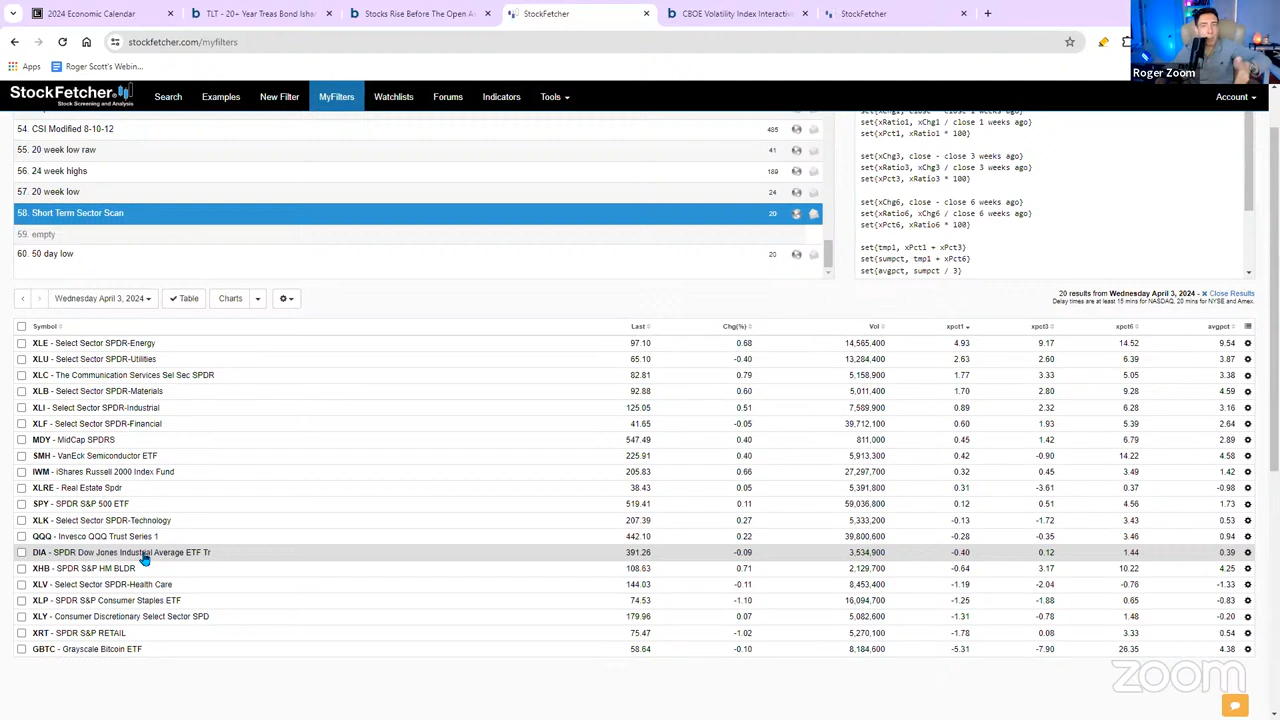 2024 Economic Calendar
TLT - 20+ Year Treas Bond Isha
Stocks Rise Before The Open As
StockFetcher
CBOE Volatility Index Interactive
StockFetcher
stockfetcher.com/myfilters
Apps
Roger Scott's Webin...
Roger Zoom
StockFetcher
Stock Screening and Analysis
Search
Examples
New Filter
MyFilters
Watchlists
Forums
Indicators
Tools
Account
54. CSI Modified 8-10-12 485
55. 20 week low raw 41
56. 24 week highs 189
57. 20 week low 24
58. Short Term Sector Scan 20
59. empty
60. 50 day low 20
set{xChg1, close - close 1 weeks ago}
set{xRatio1, xChg1 / close 1 weeks ago}
set{xPct1, xRatio1 * 100}
set{xChg3, close - close 3 weeks ago}
set{xRatio3, xChg3 / close 3 weeks ago}
set{xPct3, xRatio3 * 100}
set{xChg6, close - close 6 weeks ago}
set{xRatio6, xChg6 / close 6 weeks ago}
set{xPct6, xRatio6 * 100}
set{tmp1, xPct1 + xPct3}
set{sumpct, tmp1 + xPct6}
set{avgpct, sumpct / 3}
Wednesday April 3, 2024
Table
Charts
20 results from Wednesday April 3, 2024 - × Close Results
Delay times are at least 15 mins for NASDAQ, 20 mins for NYSE and Amex.
Symbol Last Chg(%) Vol xpct1 xpct3 xpct6 avgpct
XLE - Select Sector SPDR-Energy 97.10 0.68 14,565,400 4.93 9.17 14.52 9.54
XLU - Select Sector SPDR-Utilities 65.10 -0.40 13,284,400 2.63 2.60 6.39 3.87
XLC - The Communication Services Sel Sec SPDR 82.81 0.79 5,158,900 1.77 3.33 5.05 3.38
XLB - Select Sector SPDR-Materials 92.88 0.60 5,011,400 1.70 2.80 9.28 4.59
XLI - Select Sector SPDR-Industrial 125.05 0.51 7,589,900 0.89 2.32 6.28 3.16
XLF - Select Sector SPDR-Financial 41.65 -0.05 39,712,100 0.60 1.93 5.39 2.64
MDY - MidCap SPDRS 547.49 0.40 811,000 0.45 1.42 6.79 2.89
SMH - VanEck Semiconductor ETF 225.91 0.40 5,913,300 0.42 -0.90 14.22 4.58
IWM - iShares Russell 2000 Index Fund 205.83 0.66 27,297,700 0.32 0.45 3.49 1.42
XLRE - Real Estate Spdr 38.43 0.05 5,391,800 0.31 -3.61 0.37 -0.98
SPY - SPDR S&P 500 ETF 519.41 0.11 59,036,800 0.12 0.51 4.56 1.73
XLK - Select Sector SPDR-Technology 207.39 0.27 5,333,200 -0.13 -1.72 3.43 0.53
QQQ - Invesco QQQ Trust Series 1 442.10 0.22 39,800,600 -0.28 -0.35 3.46 0.94
DIA - SPDR Dow Jones Industrial Average ETF Tr 391.26 -0.09 3,534,900 -0.40 0.12 1.44 0.39
XHB - SPDR S&P HM BLDR 108.63 0.71 2,129,700 -0.64 3.17 10.22 4.25
XLV - Select Sector SPDR-Health Care 144.03 -0.11 8,453,400 -1.19 -2.04 -0.76 -1.33
XLP - SPDR S&P Consumer Staples ETF 74.53 -1.10 16,094,700 -1.25 -1.88 0.65 -0.83
XLY - Consumer Discretionary Select Sector SPD 179.96 0.07 5,082,600 -1.31 -0.78 1.48 -0.20
XRT - SPDR S&P RETAIL 75.47 -1.02 5,270,100 -1.78 0.08 3.33 0.54
GBTC - Grayscale Bitcoin ETF 58.64 -0.10 8,184,600 -5.31 -7.90 26.35 4.38
zoom